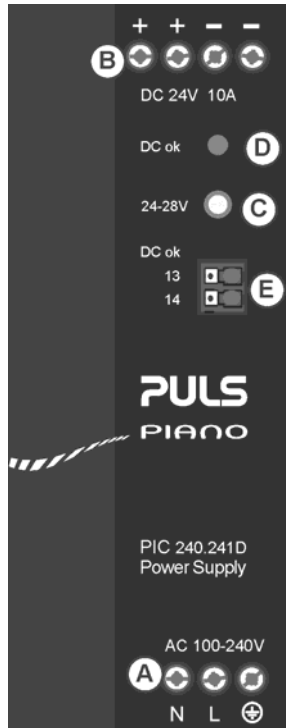 + + − −
B
DC 24V 10A
DC ok D
24-28V C
DC ok
13
14
E
PULS
PIANO
PIC 240.241D
Power Supply
AC 100-240V
A
N L